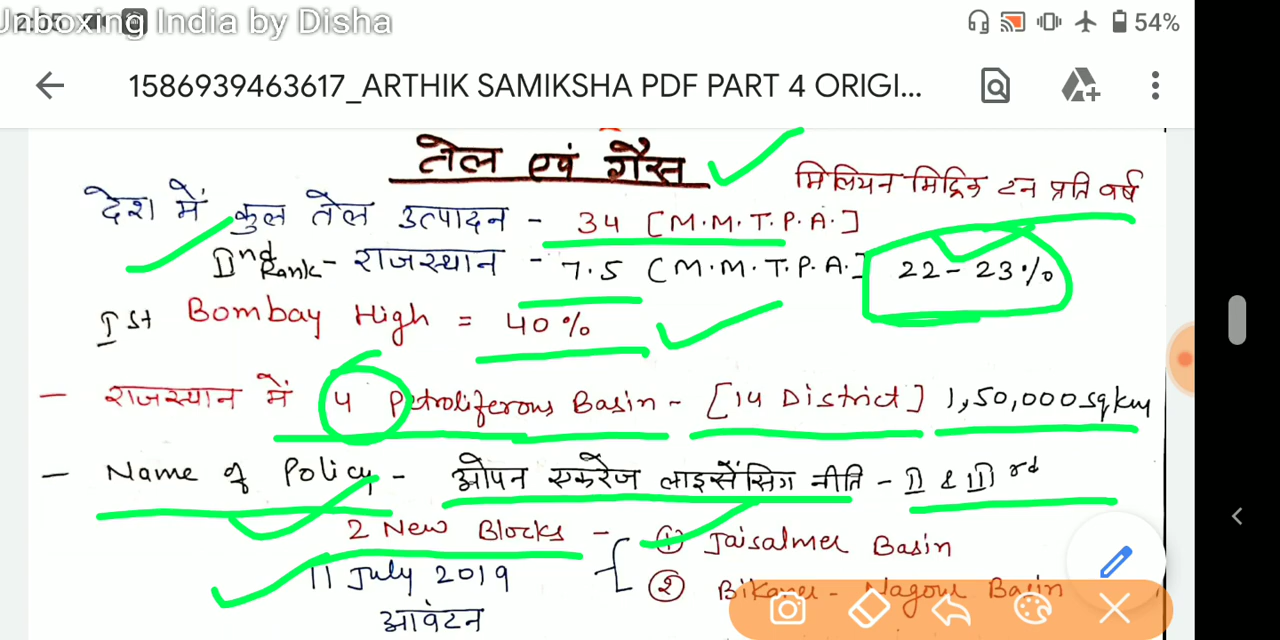 Unboxing India by Disha
54%
1586939463617_ARTHIK SAMIKSHA PDF PART 4 ORIGI...
तेल एवं गैस
मिलियन मिट्रिक टन प्रति वर्ष
देश में कुल तेल उत्पादन - 34 [M.M.T.P.A.]
IInd Rank - राजस्थान - 7.5 (M.M.T.P.A.] 22-23%
Ist Bombay High = 40%
- राजस्थान में 4 Petroliferous Basin - [14 District] 1,50,000 sq km
- Name of Policy - ओपन एकरेज लाइसेंसिग नीति - II & III rd
2 New Blocks - ① Jaisalmer Basin
11 July 2019 ② Bikaner - Nagour Basin
आवंटन